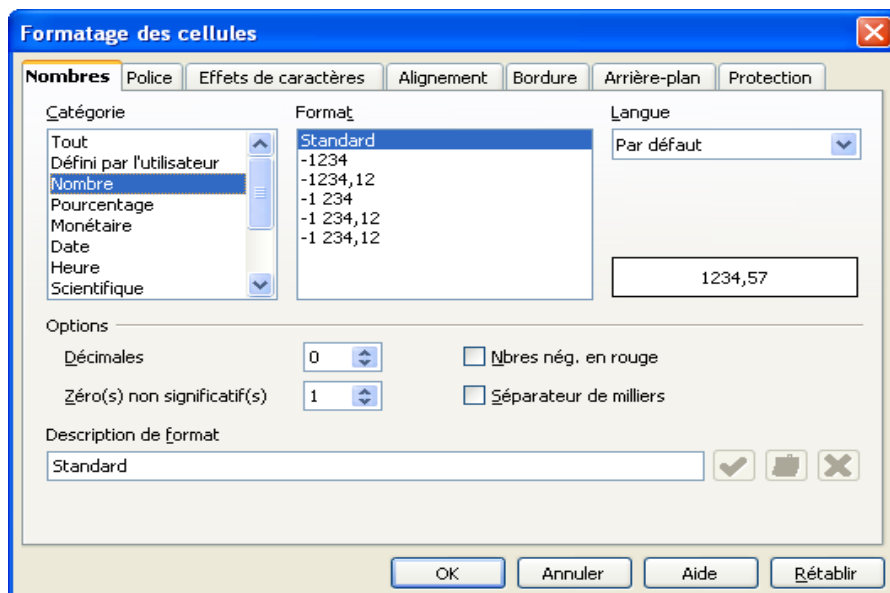 Formatage des cellules
Nombres Police Effets de caractères Alignement Bordure Arrière-plan Protection
Catégorie
Tout
Défini par l'utilisateur
Nombre
Pourcentage
Monétaire
Date
Heure
Scientifique
Format
Standard
-1234
-1234,12
-1 234
-1 234,12
-1 234,12
Langue
Par défaut
1234,57
Options
Décimales 0
Nbres nég. en rouge
Zéro(s) non significatif(s) 1
Séparateur de milliers
Description de format
Standard
OK Annuler Aide Rétablir